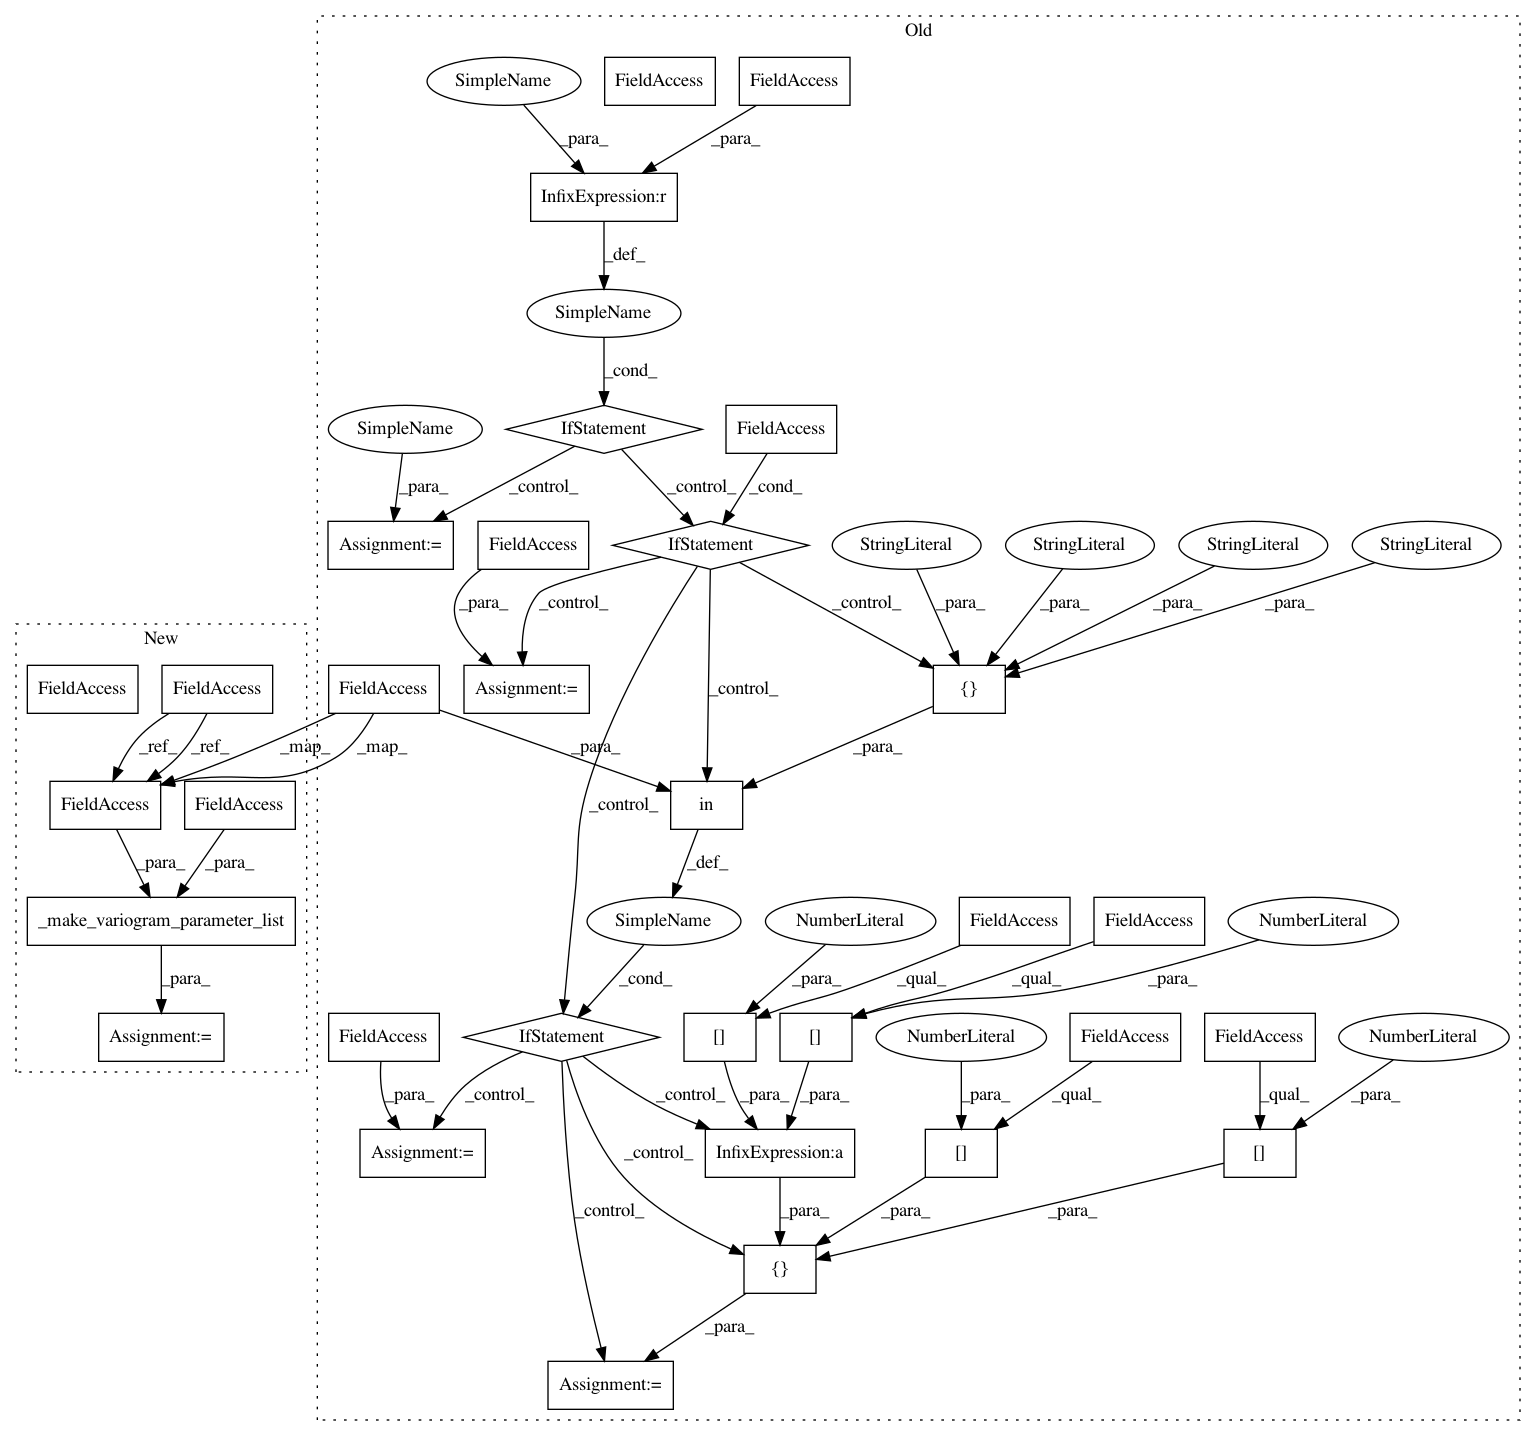 Old
SimpleName
FieldAccess
FieldAccess
_para_
_para_
InfixExpression:r
_def_
SimpleName
_cond_
SimpleName
IfStatement
FieldAccess
_para_
_control_
_control_
_cond_
Assignment:=
FieldAccess
IfStatement
StringLiteral
StringLiteral
StringLiteral
StringLiteral
_para_
_control_
_control_
_para_
_para_
_para_
_para_
New
FieldAccess
FieldAccess
FieldAccess
Assignment:=
_control_
{}
_ref_
_ref_
_map_
_map_
_para_
_para_
FieldAccess
FieldAccess
_control_
in
_para_
_para_
_def_
_make_variogram_parameter_list
SimpleName
NumberLiteral
FieldAccess
FieldAccess
NumberLiteral
_para_
_cond_
_para_
_qual_
_qual_
_para_
Assignment:=
FieldAccess
IfStatement
[]
[]
NumberLiteral
FieldAccess
FieldAccess
NumberLiteral
_para_
_control_
_control_
_para_
_para_
_para_
_qual_
_qual_
_para_
Assignment:=
InfixExpression:a
[]
[]
_control_
_control_
_para_
_para_
_para_
{}
_para_
Assignment:=